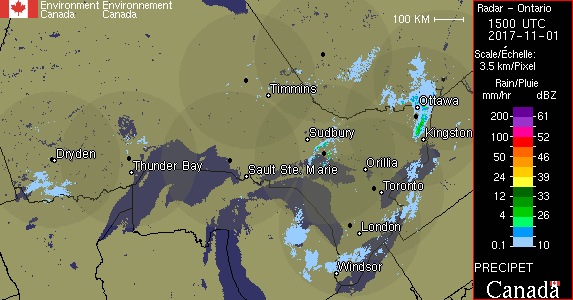 Environment Environnement
Canada Canada
100 KM
Timmins
Ottawa
Sudbury
Kingston
Dryden
Thunder Bay
Sault Ste. Marie
Orillia
Toronto
London
Windsor
Radar - Ontario
1500 UTC
2017-11-01
Scale/Échelle:
3.5 km/Pixel
Rain/Pluie
mm/hr dBZ
200 61
100 52
50 46
24 39
12 33
4 26
0.1 10
PRECIPET
Canada